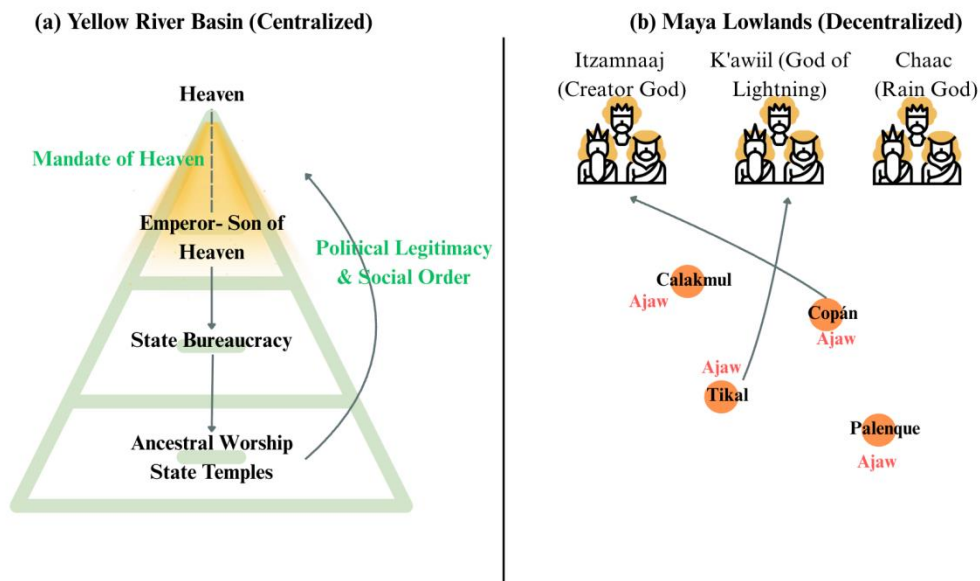 (a) Yellow River Basin (Centralized)
Heaven
Mandate of Heaven
Emperor- Son of
Heaven
Political Legitimacy
& Social Order
State Bureaucracy
Ancestral Worship
State Temples
(b) Maya Lowlands (Decentralized)
Itzamnaaj
(Creator God)
K'awiil (God of
Lightning)
Chaac
(Rain God)
Calakmul
Ajaw
Copán
Ajaw
Ajaw
Tikal
Palenque
Ajaw